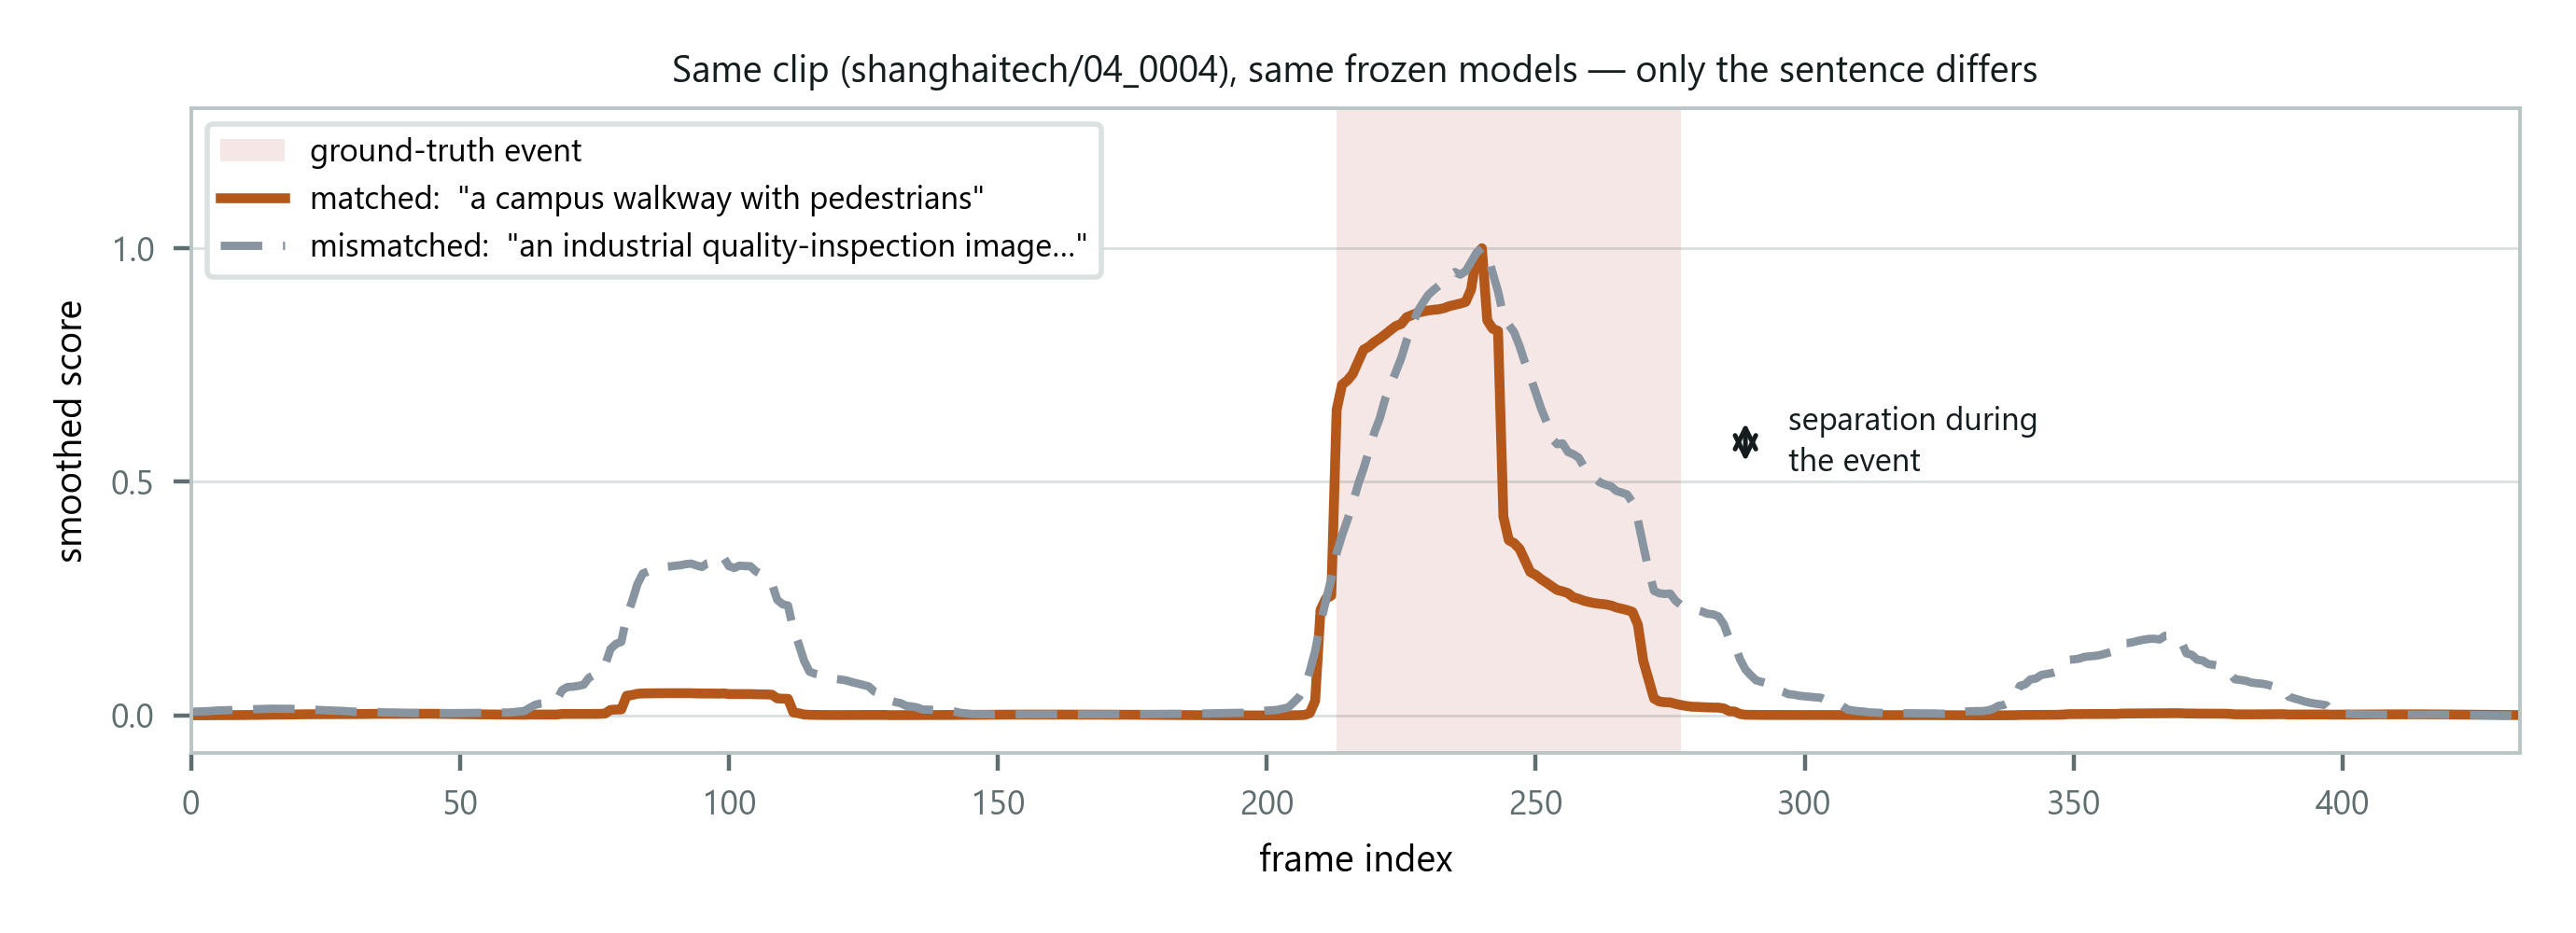 Same clip (shanghaitech/04_0004), same frozen models — only the sentence differs
ground-truth event
matched:  "a campus walkway with pedestrians"
mismatched:  "an industrial quality-inspection image..."
1.0
0.5
0.0
smoothed score
separation during
the event
0 50 100 150 200 250 300 350 400
frame index